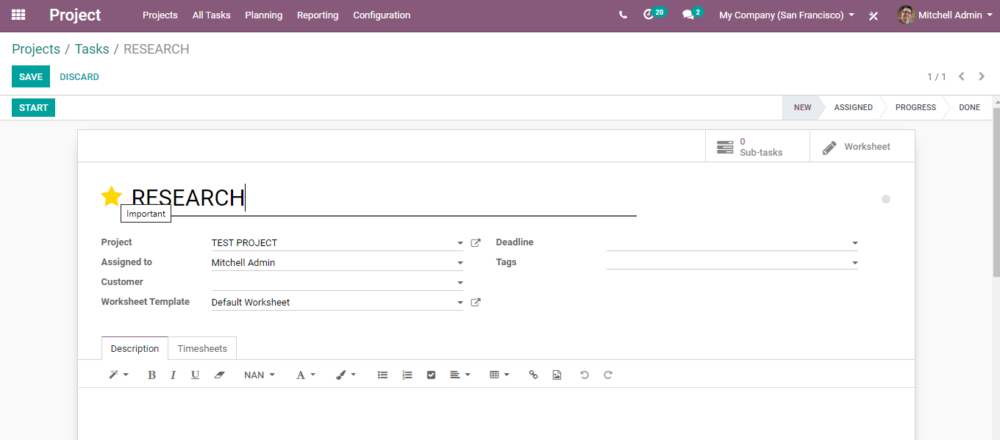 Project Projects All Tasks Planning Reporting Configuration 20 2 My Company (San Francisco) Mitchell Admin
Projects / Tasks / RESEARCH
SAVE DISCARD 1 / 1
START NEW ASSIGNED PROGRESS DONE
0
Sub-tasks
Worksheet
RESEARCH
Important
Project TEST PROJECT Deadline
Assigned to Mitchell Admin Tags
Customer
Worksheet Template Default Worksheet
Description Timesheets
B I U NAN A